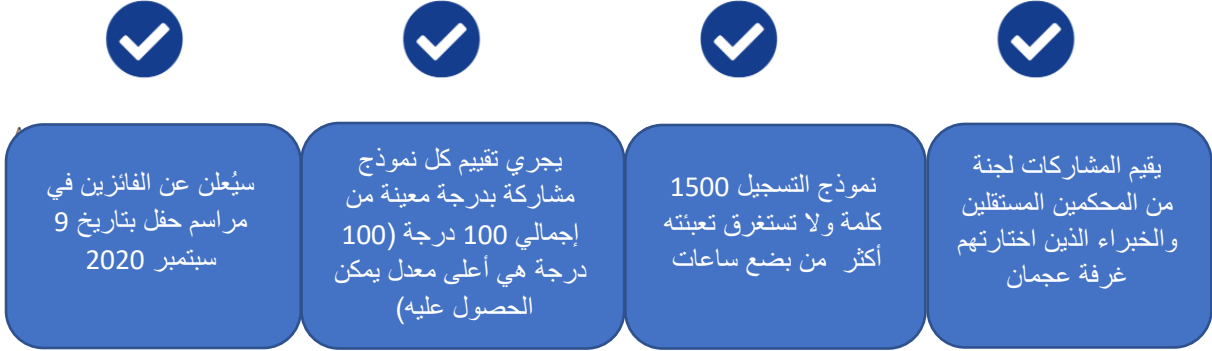 يقيم المشاركات لجنة
من المحكمين المستقلين
والخبراء الذين اختارتهم
غرفة عجمان
نموذج التسجيل 1500
كلمة ولا تستغرق تعبئته
أكثر من بضع ساعات
يجري تقييم كل نموذج
مشاركة بدرجة معينة من
إجمالي 100 درجة (100
درجة هي أعلى معدل يمكن
الحصول عليه)
سيُعلن عن الفائزين في
مراسم حفل بتاريخ 9
سبتمبر 2020